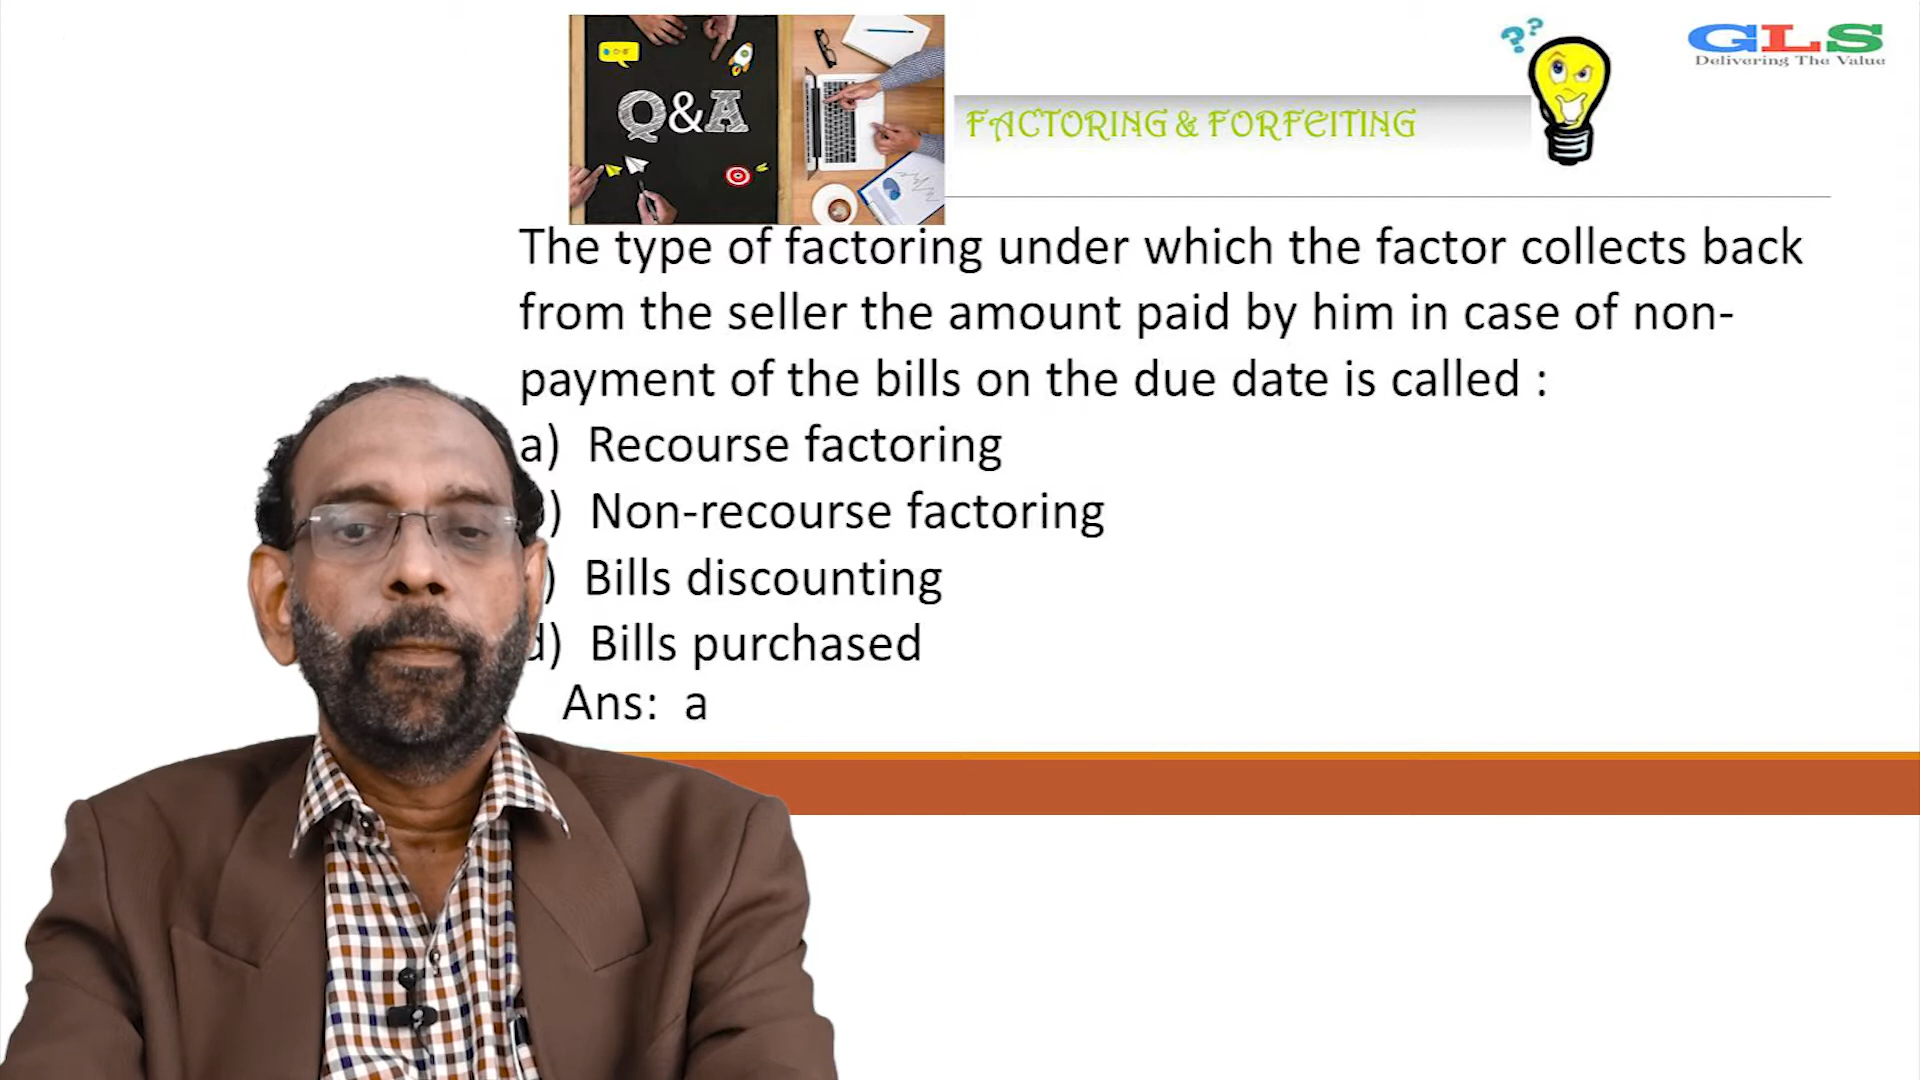 Q&A
FACTORING & FORFEITING
??
GLS
Delivering The Value
The type of factoring under which the factor collects back
from the seller the amount paid by him in case of non-
payment of the bills on the due date is called :
a) Recourse factoring
) Non-recourse factoring
) Bills discounting
d) Bills purchased
Ans: a